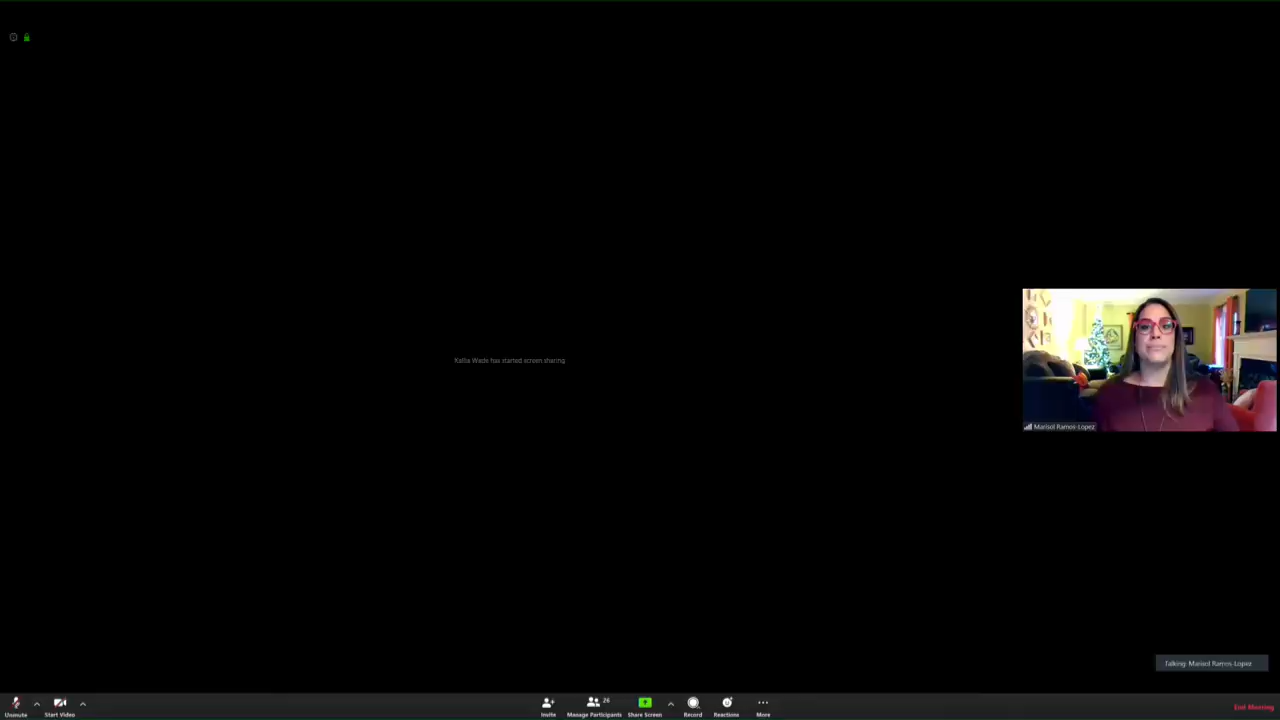 Kallia Wade has started screen sharing
Marisol Ramos-Lopez
Talking: Marisol Ramos-Lopez
Unmute
Start Video
Invite
Manage Participants
26
Share Screen
Record
Reactions
More
End Meeting